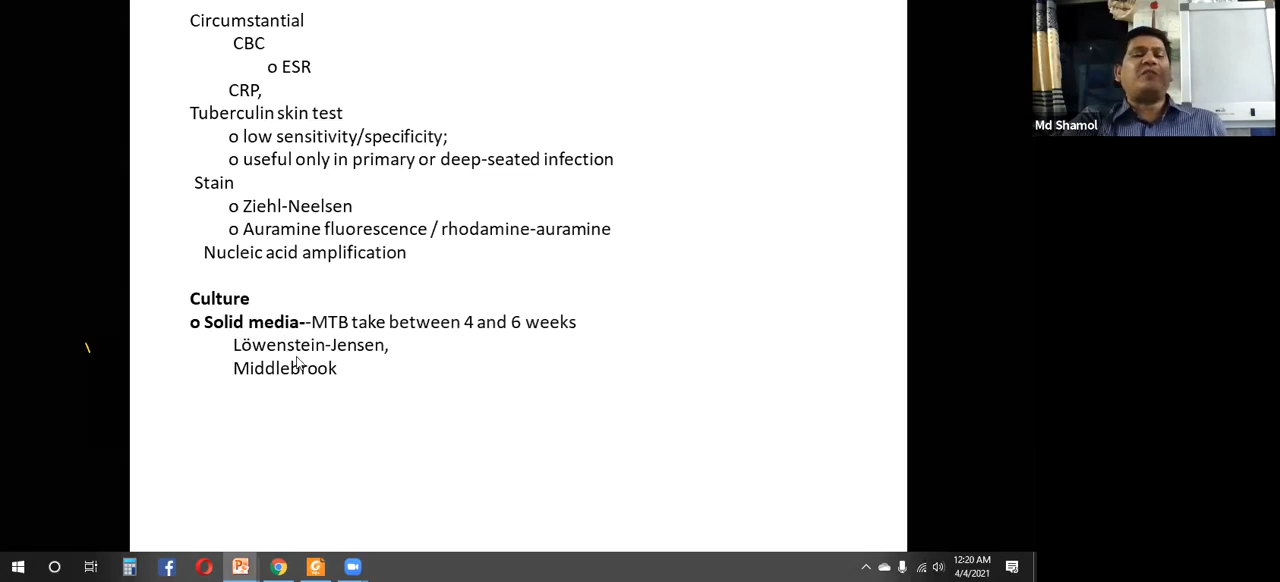 Circumstantial
CBC
o ESR
CRP,
Tuberculin skin test
o low sensitivity/specificity;
o useful only in primary or deep-seated infection
Stain
o Ziehl-Neelsen
o Auramine fluorescence / rhodamine-auramine
Nucleic acid amplification
Culture
o Solid media--MTB take between 4 and 6 weeks
Löwenstein-Jensen,
Middlebrook
Md Shamol
12:20 AM
4/4/2021